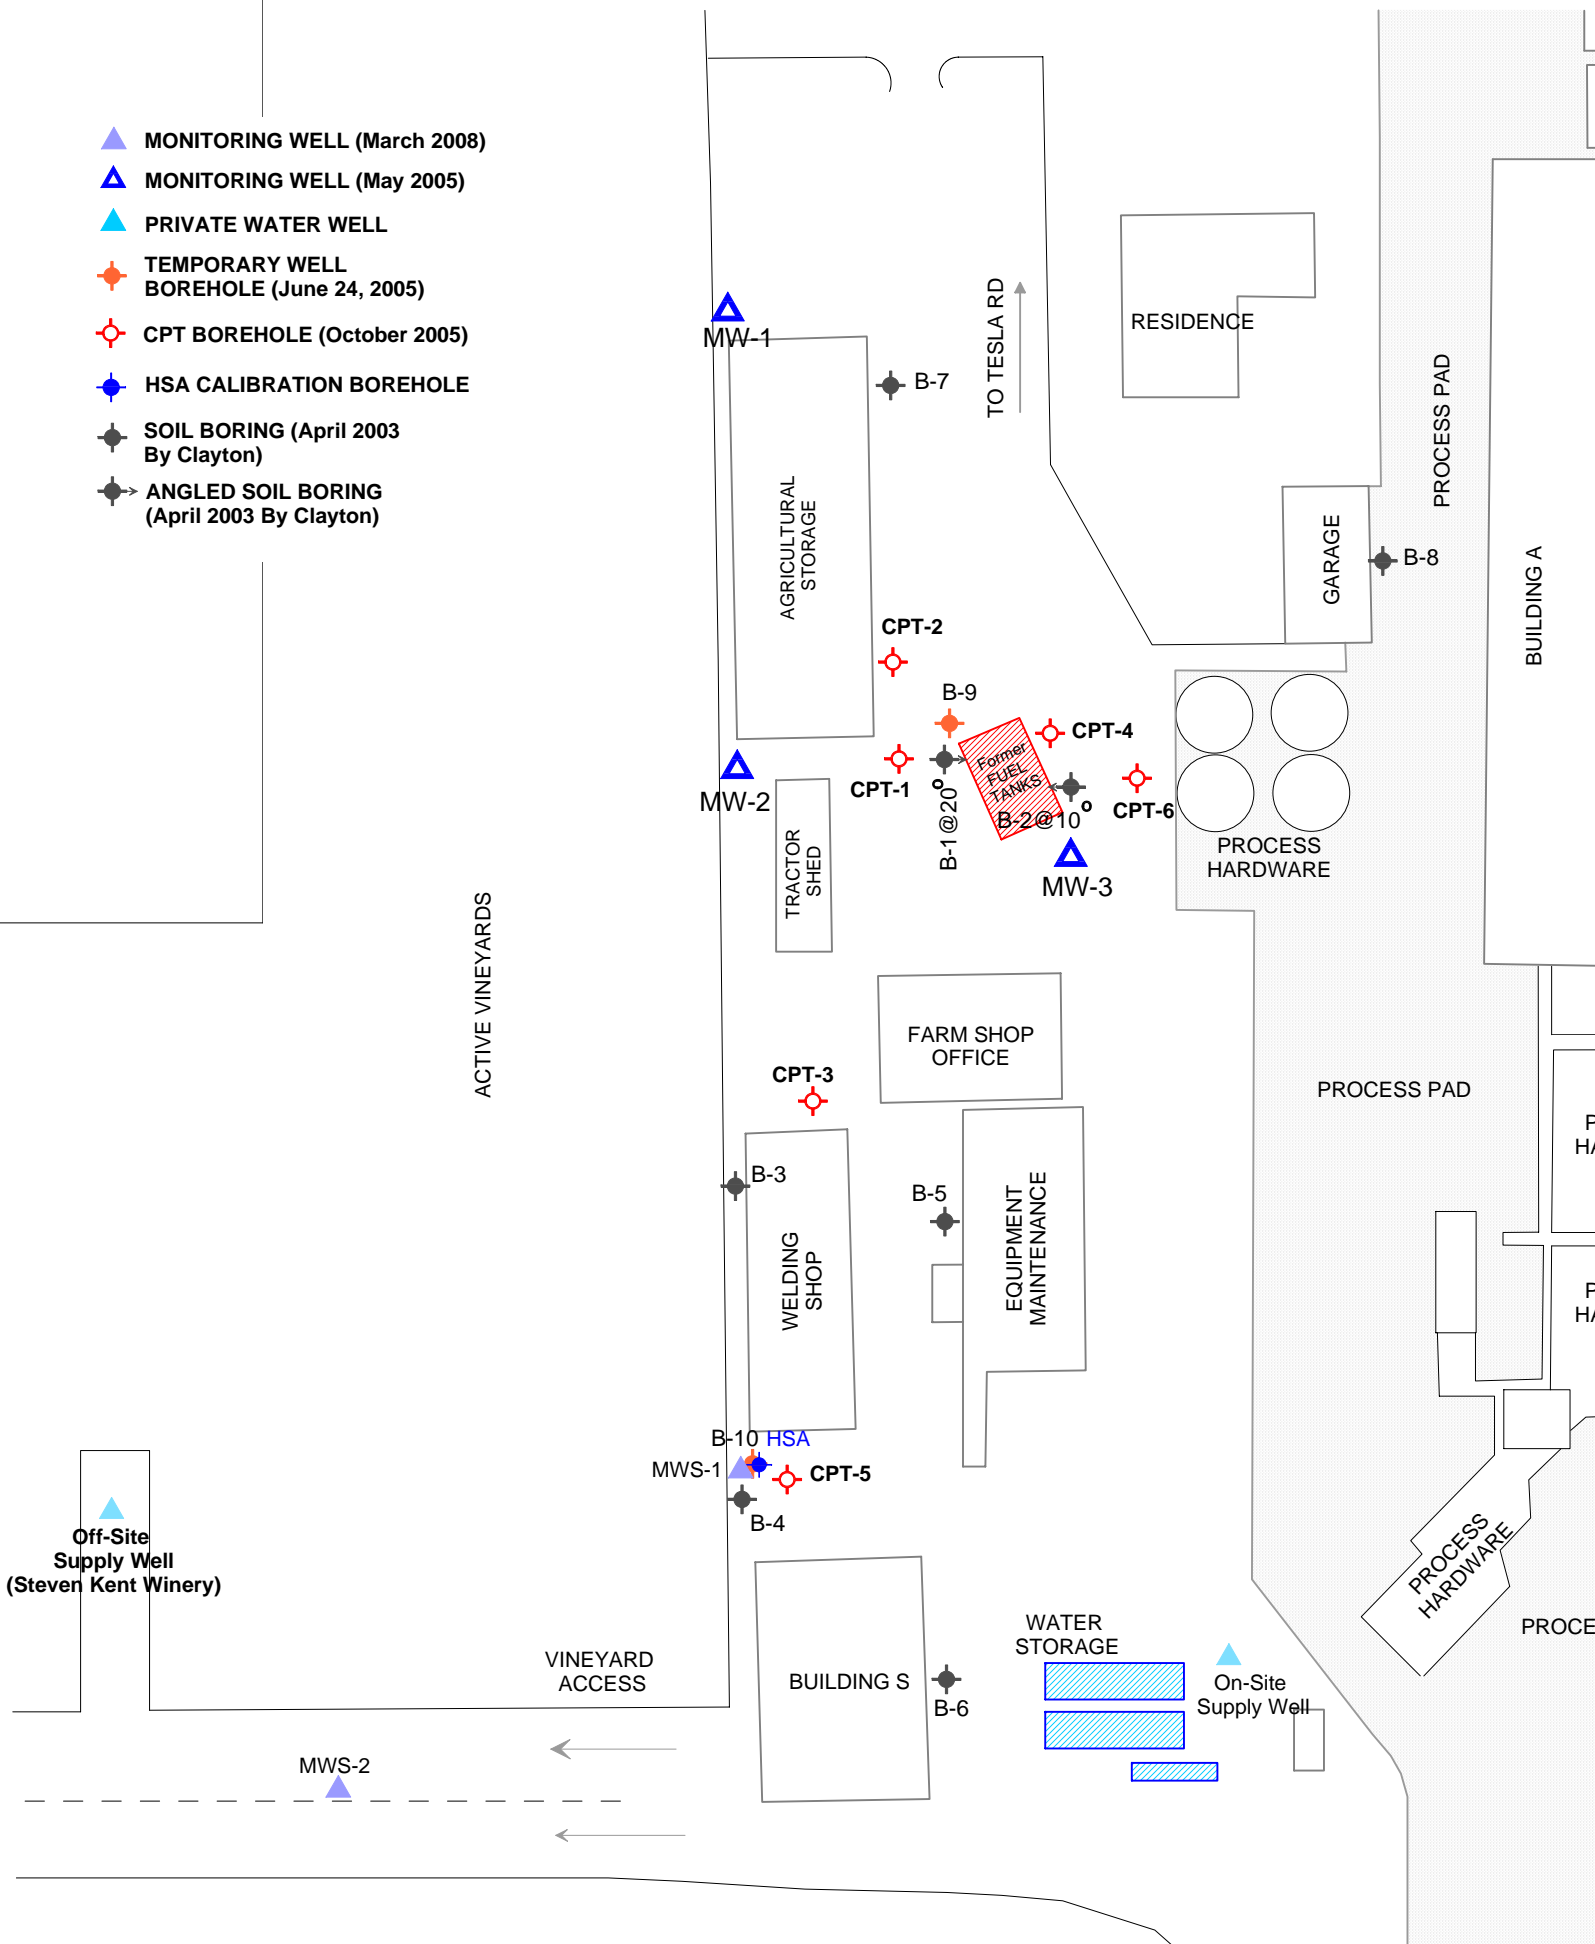 MONITORING WELL (March 2008)
MONITORING WELL (May 2005)
PRIVATE WATER WELL
TEMPORARY WELL
BOREHOLE (June 24, 2005)
CPT BOREHOLE (October 2005)
HSA CALIBRATION BOREHOLE
SOIL BORING (April 2003
By Clayton)
ANGLED SOIL BORING
(April 2003 By Clayton)
MW-1
B-7
TO TESLA RD
RESIDENCE
PROCESS PAD
AGRICULTURAL
STORAGE
GARAGE
B-8
BUILDING A
CPT-2
B-9
CPT-4
Former
FUEL
TANKS
CPT-1
B-1@20°
B-2@10°
CPT-6
MW-2
MW-3
PROCESS
HARDWARE
TRACTOR
SHED
ACTIVE VINEYARDS
FARM SHOP
OFFICE
CPT-3
PROCESS PAD
P
HA
B-3
B-5
EQUIPMENT
MAINTENANCE
WELDING
SHOP
P
HA
B-10
HSA
MWS-1
CPT-5
B-4
Off-Site
Supply Well
(Steven Kent Winery)
PROCESS
HARDWARE
PROCE
WATER
STORAGE
VINEYARD
ACCESS
BUILDING S
B-6
On-Site
Supply Well
MWS-2